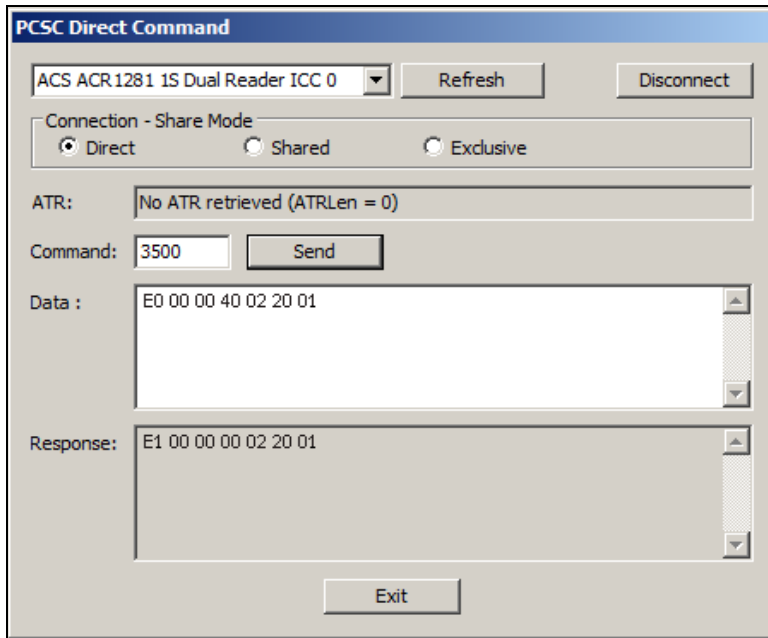 PCSC Direct Command
ACS ACR1281 1S Dual Reader ICC 0 Refresh Disconnect
Connection - Share Mode
Direct Shared Exclusive
ATR: No ATR retrieved (ATRLen = 0)
Command: 3500 Send
Data : E0 00 00 40 02 20 01
Response: E1 00 00 00 02 20 01
Exit